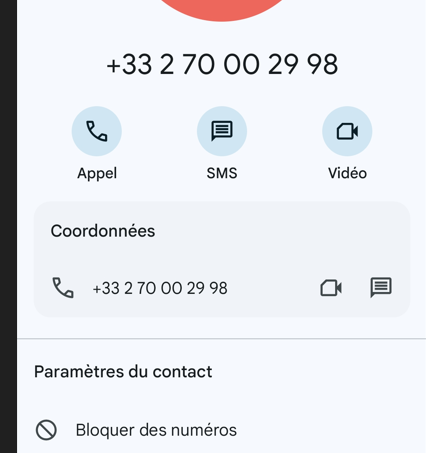 +33 2 70 00 29 98
Appel
SMS
Vidéo
Coordonnées
+33 2 70 00 29 98
Paramètres du contact
Bloquer des numéros